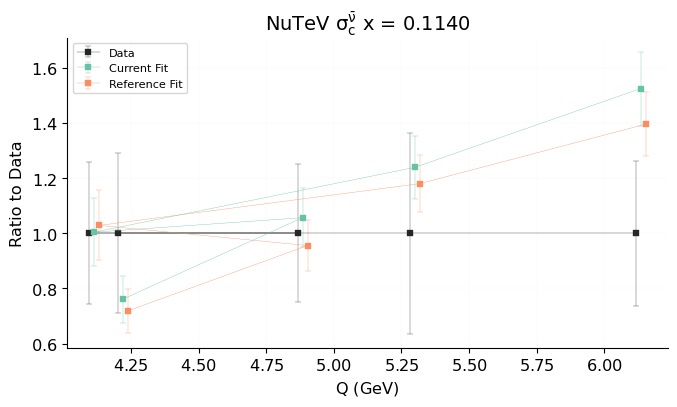 NuTeV σ_c^ν̄ x = 0.1140
Data
Current Fit
Reference Fit
Ratio to Data
1.6
1.4
1.2
1.0
0.8
0.6
4.25
4.50
4.75
5.00
5.25
5.50
5.75
6.00
Q (GeV)